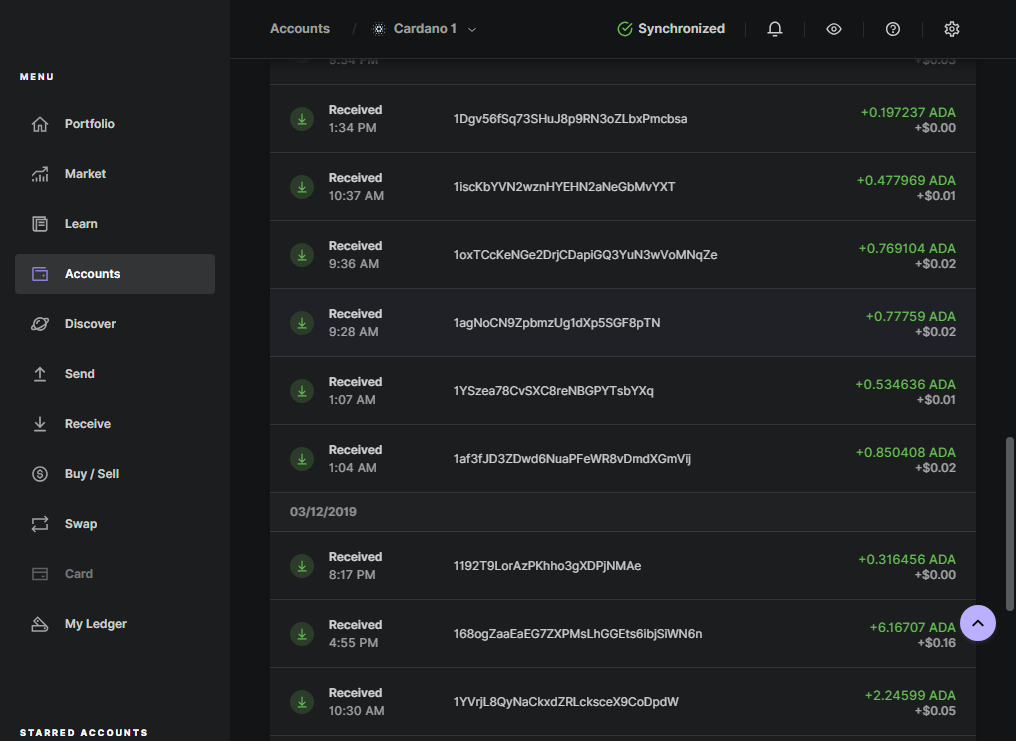 Accounts / Cardano 1
Synchronized
MENU
Portfolio
Market
Learn
Accounts
Discover
Send
Receive
Buy / Sell
Swap
Card
My Ledger
STARRED ACCOUNTS
Received
1:34 PM
1Dgv56fSq73SHuJ8p9RN3oZLbxPmcbsa
+0.197237 ADA
+$0.00
Received
10:37 AM
1iscKbYVN2wznHYEHN2aNeGbMvYXT
+0.477969 ADA
+$0.01
Received
9:36 AM
1oxTCcKeNGe2DrjCDapiGQ3YuN3wVoMNqZe
+0.769104 ADA
+$0.02
Received
9:28 AM
1agNoCN9ZpbmzUg1dXp5SGF8pTN
+0.77759 ADA
+$0.02
Received
1:07 AM
1YSzea78CvSXC8reNBGPYTsbYXq
+0.534636 ADA
+$0.01
Received
1:04 AM
1af3fJD3ZDwd6NuaPFeWR8vDmdXGmVij
+0.850408 ADA
+$0.02
03/12/2019
Received
8:17 PM
1192T9LorAzPKhho3gXDPjNMAe
+0.316456 ADA
+$0.00
Received
4:55 PM
168ogZaaEaEG7ZXPMsLhGGEts6ibjSiWN6n
+6.16707 ADA
+$0.16
Received
10:30 AM
1YVrjL8QyNaCkxdZRLcksceX9CoDpdW
+2.24599 ADA
+$0.05